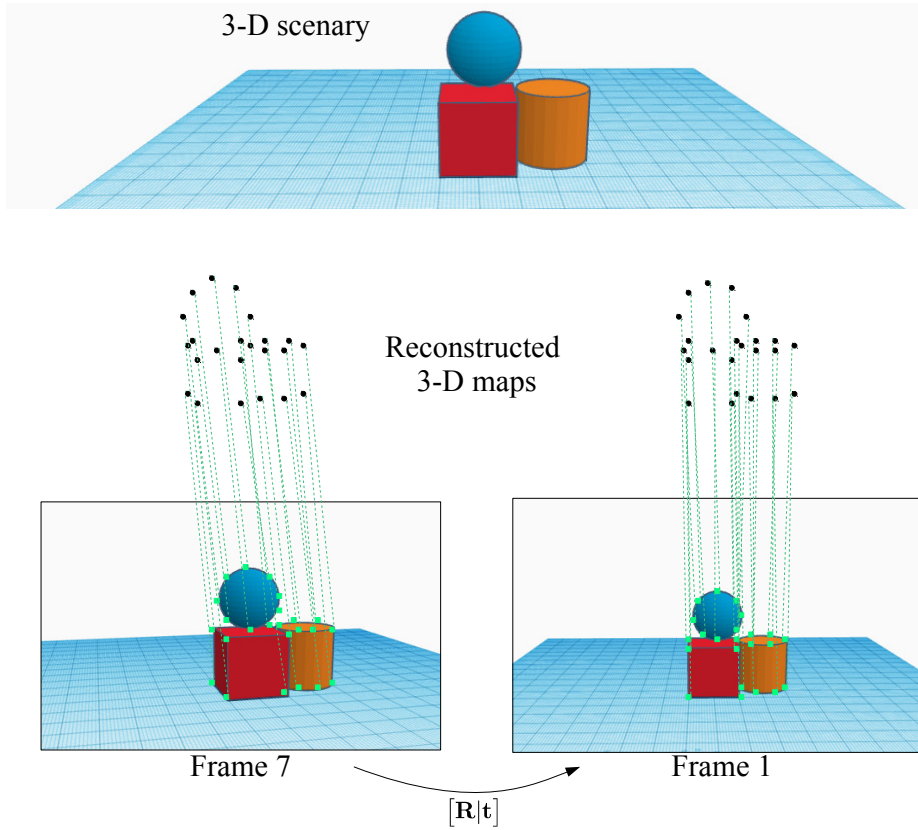 3-D scenary
Reconstructed
3-D maps
Frame 7
Frame 1
[R|t]